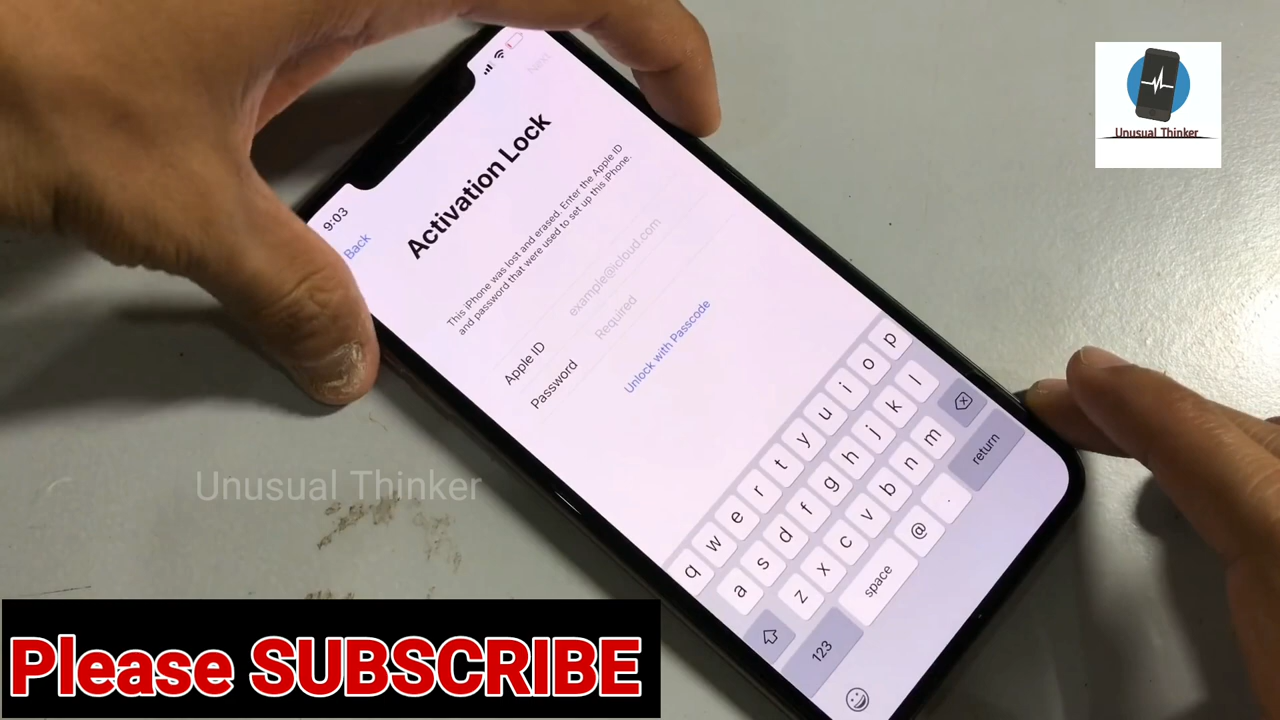 9:03
Back
Next
Activation Lock
This iPhone was lost and erased. Enter the Apple ID
and password that were used to set up this iPhone.
Apple ID example@icloud.com
Password Required
Unlock with Passcode
q w e r t y u i o p
a s d f g h j k l
z x c v b n m
123 space @ . return
Unusual Thinker
Unusual Thinker
Please SUBSCRIBE